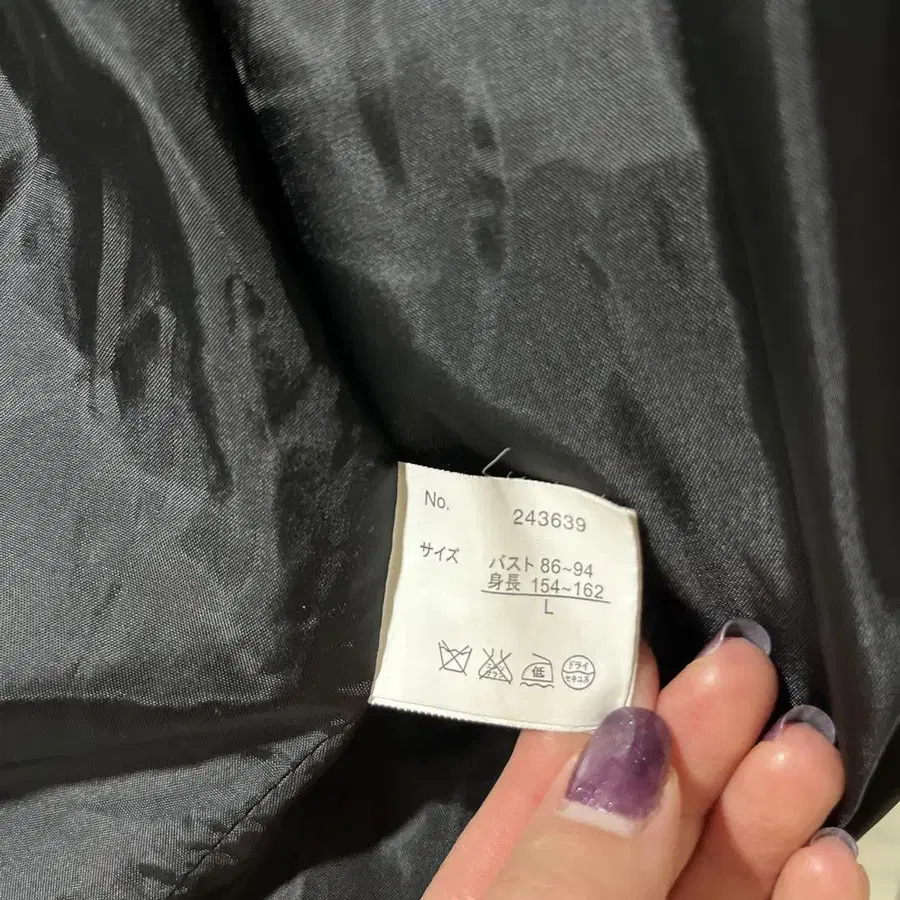 No. 243639
サイズ バスト 86~94
身長 154~162
L
低
ドライ
セキユ系